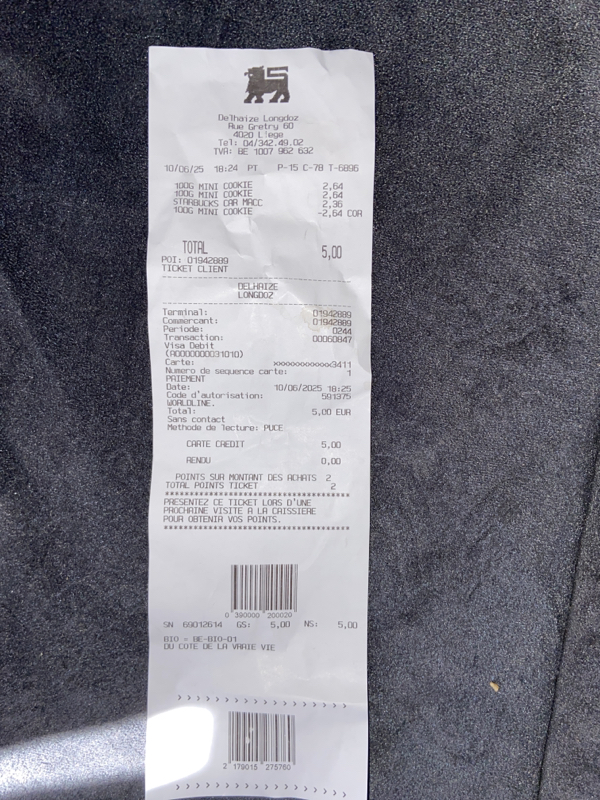 Delhaize Longdoz
Rue Gretry 60
4020 Liege
Tel: 04/342.49.02
TVA: BE 1007 962 632
10/06/25 18:24 PT P-15 C-78 T-6896
100G MINI COOKIE 2,64
100G MINI COOKIE 2,64
STARBUCKS CAR MACC 2,36
100G MINI COOKIE -2,64 COR
TOTAL 5,00
POI: 01942889
TICKET CLIENT
DELHAIZE
LONGDOZ
Terminal: 01942889
Commercant: 01942889
Periode: 0244
Transaction: 00060847
Visa Debit
(A0000000031010)
Carte: xxxxxxxxxxxx3411
Numero de sequence carte: 1
PAIEMENT
Date: 10/06/2025 18:25
Code d'autorisation: 591375
WORLDLINE.
Total: 5,00 EUR
Sans contact
Methode de lecture: PUCE
CARTE CREDIT 5,00
RENDU 0,00
POINTS SUR MONTANT DES ACHATS 2
TOTAL POINTS TICKET 2
PRESENTEZ CE TICKET LORS D'UNE
PROCHAINE VISITE A LA CAISSIERE
POUR OBTENIR VOS POINTS.
0 390000 200020
SN 69012614 GS: 5,00 NS: 5,00
BIO = BE-BIO-01
DU COTE DE LA VRAIE VIE
2 179015 275760